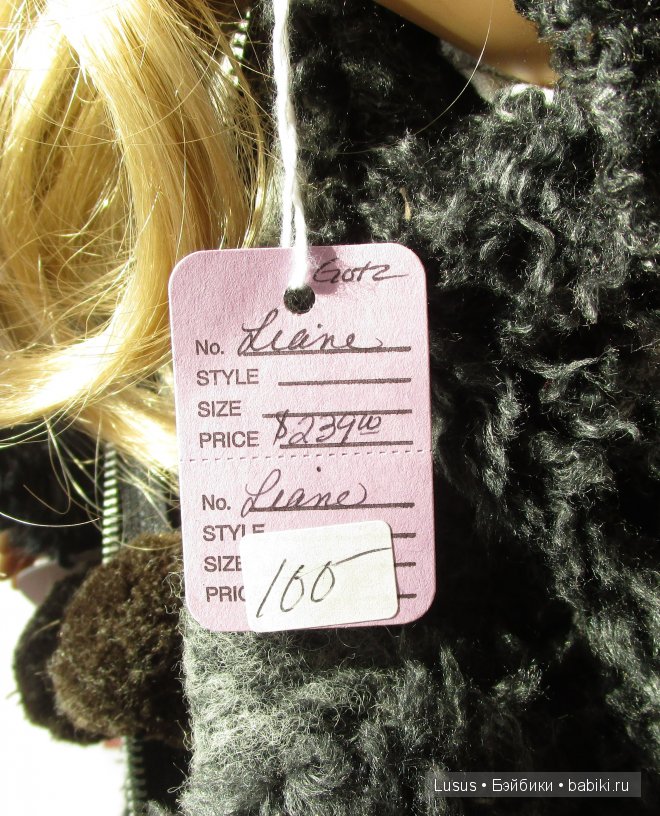 Gotz
No. Liane
STYLE
SIZE
PRICE $239.00
No. Liane
STYLE
SIZE
PRIC
100
Lusus • Бэйбики • babiki.ru